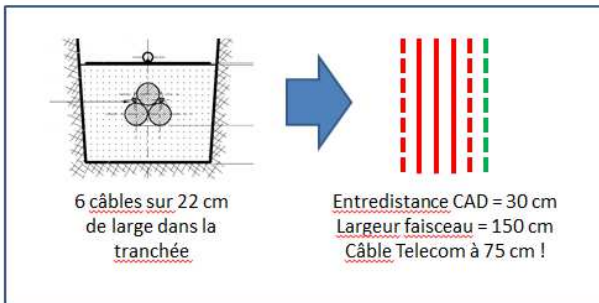 6 câbles sur 22 cm
de large dans la
tranchée
Entredistance CAD = 30 cm
Largeur faisceau = 150 cm
Câble Telecom à 75 cm !